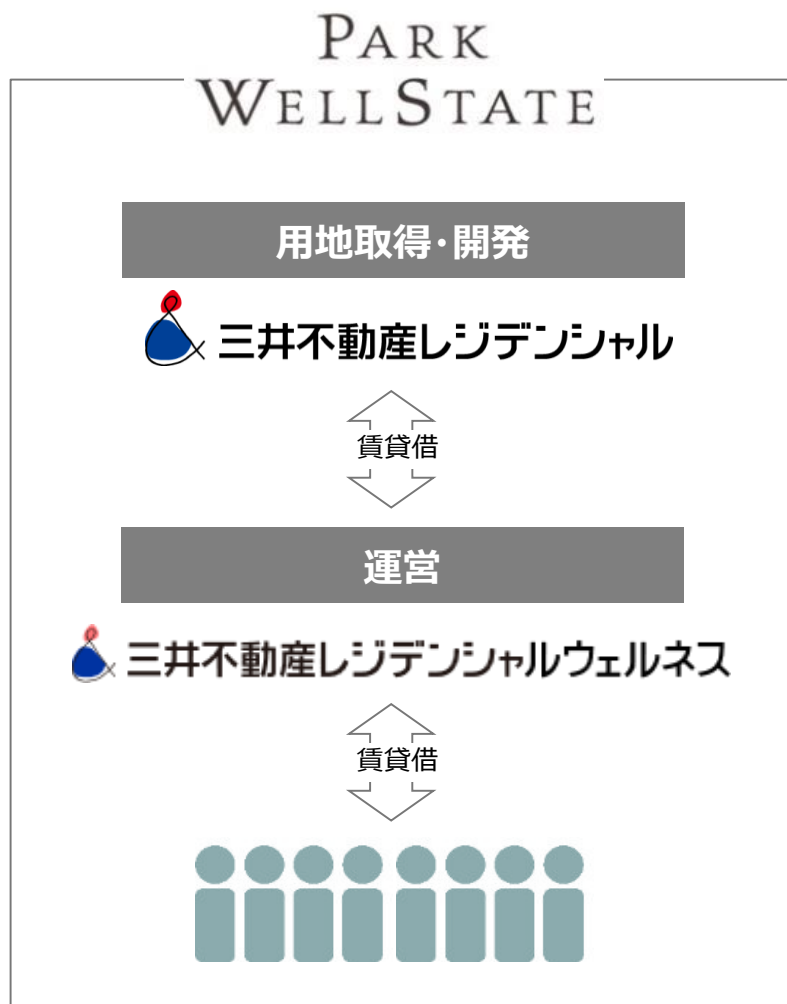 PARK
WELLSTATE
用地取得・開発
三井不動産レジデンシャル
賃貸借
運営
三井不動産レジデンシャルウェルネス
賃貸借